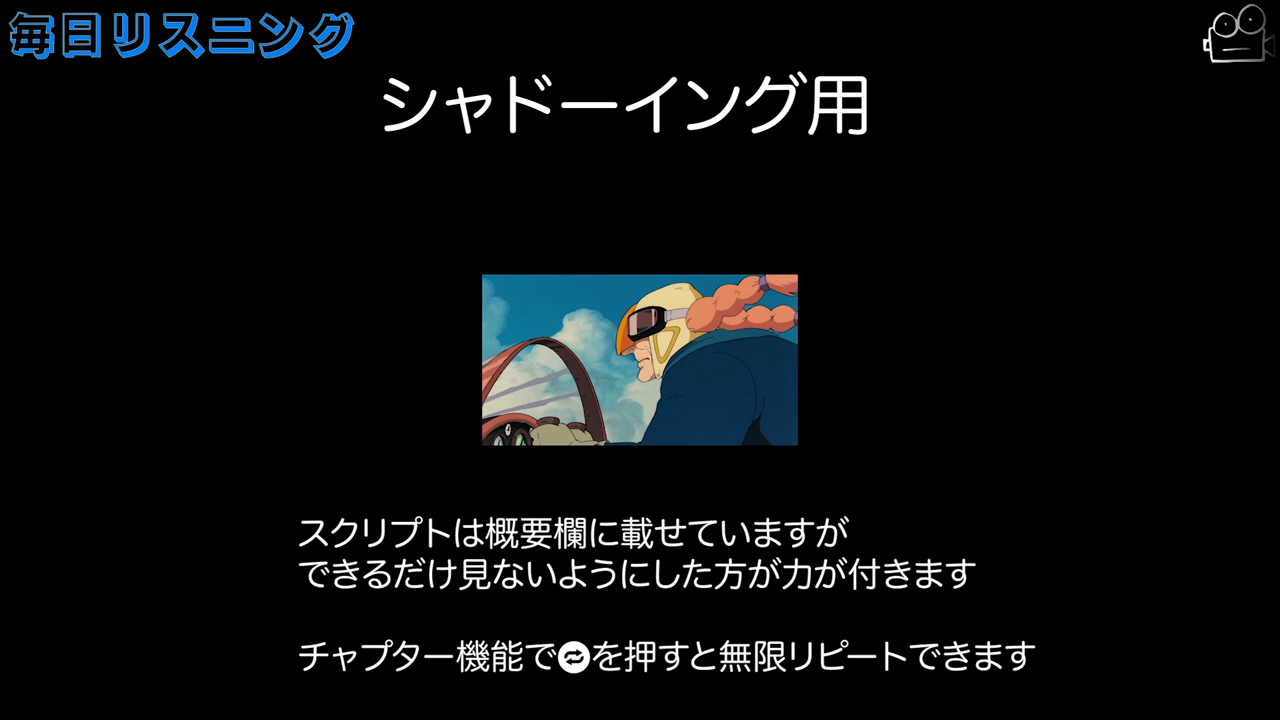 毎日リスニング
シャドーイング用
スクリプトは概要欄に載せていますが
できるだけ見ないようにした方が力が付きます
チャプター機能で🔁を押すと無限リピートできます